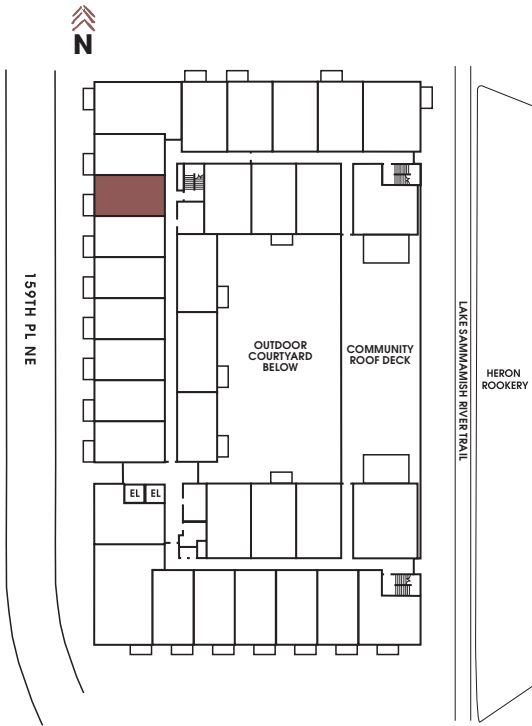 N
159TH PL NE
OUTDOOR
COURTYARD
BELOW
COMMUNITY
ROOF DECK
LAKE SAMMAMISH RIVER TRAIL
HERON
ROOKERY
EL EL